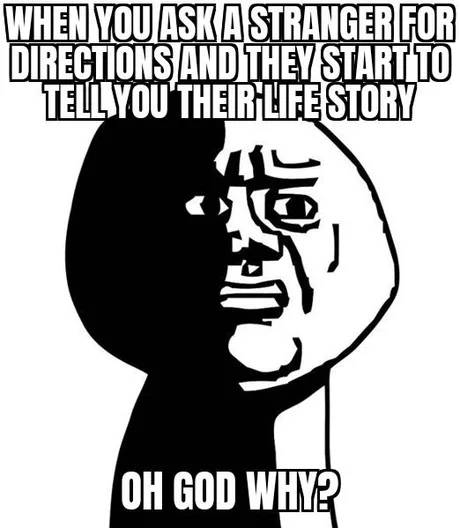 WHEN YOU ASK A STRANGER FOR
DIRECTIONS AND THEY START TO
TELL YOU THEIR LIFE STORY
OH GOD WHY?